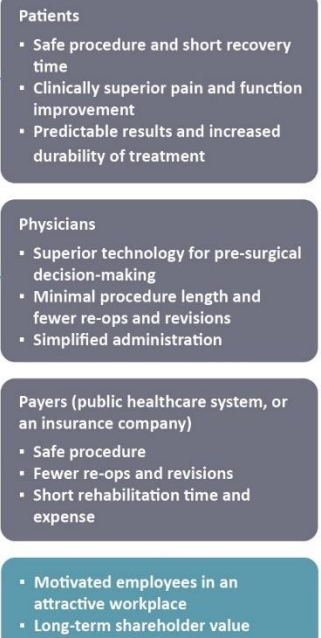 Patients
▪ Safe procedure and short recovery
time
▪ Clinically superior pain and function
improvement
▪ Predictable results and increased
durability of treatment
Physicians
▪ Superior technology for pre-surgical
decision-making
▪ Minimal procedure length and
fewer re-ops and revisions
▪ Simplified administration
Payers (public healthcare system, or
an insurance company)
▪ Safe procedure
▪ Fewer re-ops and revisions
▪ Short rehabilitation time and
expense
▪ Motivated employees in an
attractive workplace
▪ Long-term shareholder value